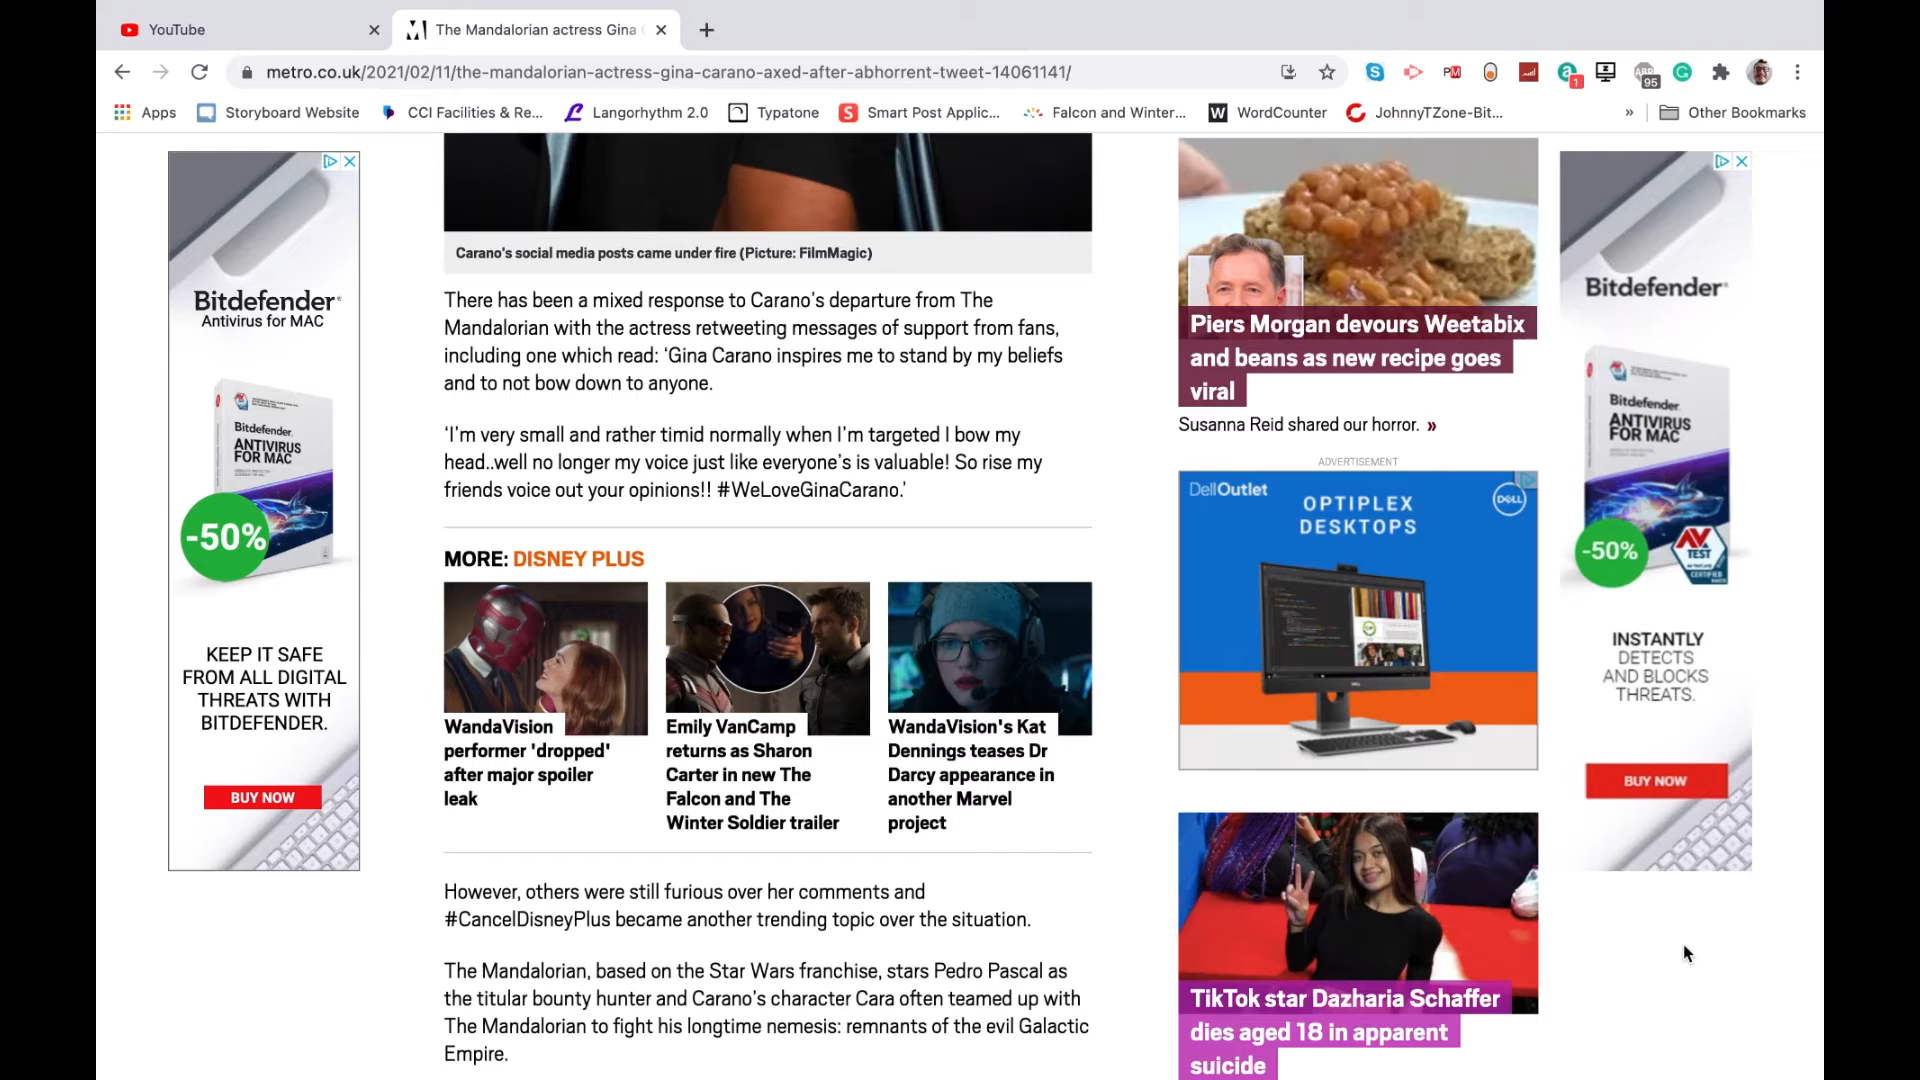 YouTube
The Mandalorian actress Gina
metro.co.uk/2021/02/11/the-mandalorian-actress-gina-carano-axed-after-abhorrent-tweet-14061141/
PM
1
95
Apps
Storyboard Website
CCI Facilities & Re...
Langorhythm 2.0
Typatone
Smart Post Applic...
Falcon and Winter...
WordCounter
JohnnyTZone-Bit...
»
Other Bookmarks
Bitdefender
Antivirus for MAC
Bitdefender
ANTIVIRUS
FOR MAC
-50%
KEEP IT SAFE
FROM ALL DIGITAL
THREATS WITH
BITDEFENDER.
BUY NOW
Carano's social media posts came under fire (Picture: FilmMagic)
There has been a mixed response to Carano's departure from The
Mandalorian with the actress retweeting messages of support from fans,
including one which read: 'Gina Carano inspires me to stand by my beliefs
and to not bow down to anyone.
'I'm very small and rather timid normally when I'm targeted I bow my
head..well no longer my voice just like everyone's is valuable! So rise my
friends voice out your opinions!! #WeLoveGinaCarano.'
MORE: DISNEY PLUS
WandaVision
performer 'dropped'
after major spoiler
leak
Emily VanCamp
returns as Sharon
Carter in new The
Falcon and The
Winter Soldier trailer
WandaVision's Kat
Dennings teases Dr
Darcy appearance in
another Marvel
project
However, others were still furious over her comments and
#CancelDisneyPlus became another trending topic over the situation.
The Mandalorian, based on the Star Wars franchise, stars Pedro Pascal as
the titular bounty hunter and Carano's character Cara often teamed up with
The Mandalorian to fight his longtime nemesis: remnants of the evil Galactic
Empire.
Piers Morgan devours Weetabix
and beans as new recipe goes
viral
Susanna Reid shared our horror. »
ADVERTISEMENT
DellOutlet
OPTIPLEX
DESKTOPS
DELL
TikTok star Dazharia Schaffer
dies aged 18 in apparent
suicide
Bitdefender
Bitdefender
ANTIVIRUS
FOR MAC
-50%
AV
TEST
CERTIFIED
INSTANTLY
DETECTS
AND BLOCKS
THREATS.
BUY NOW